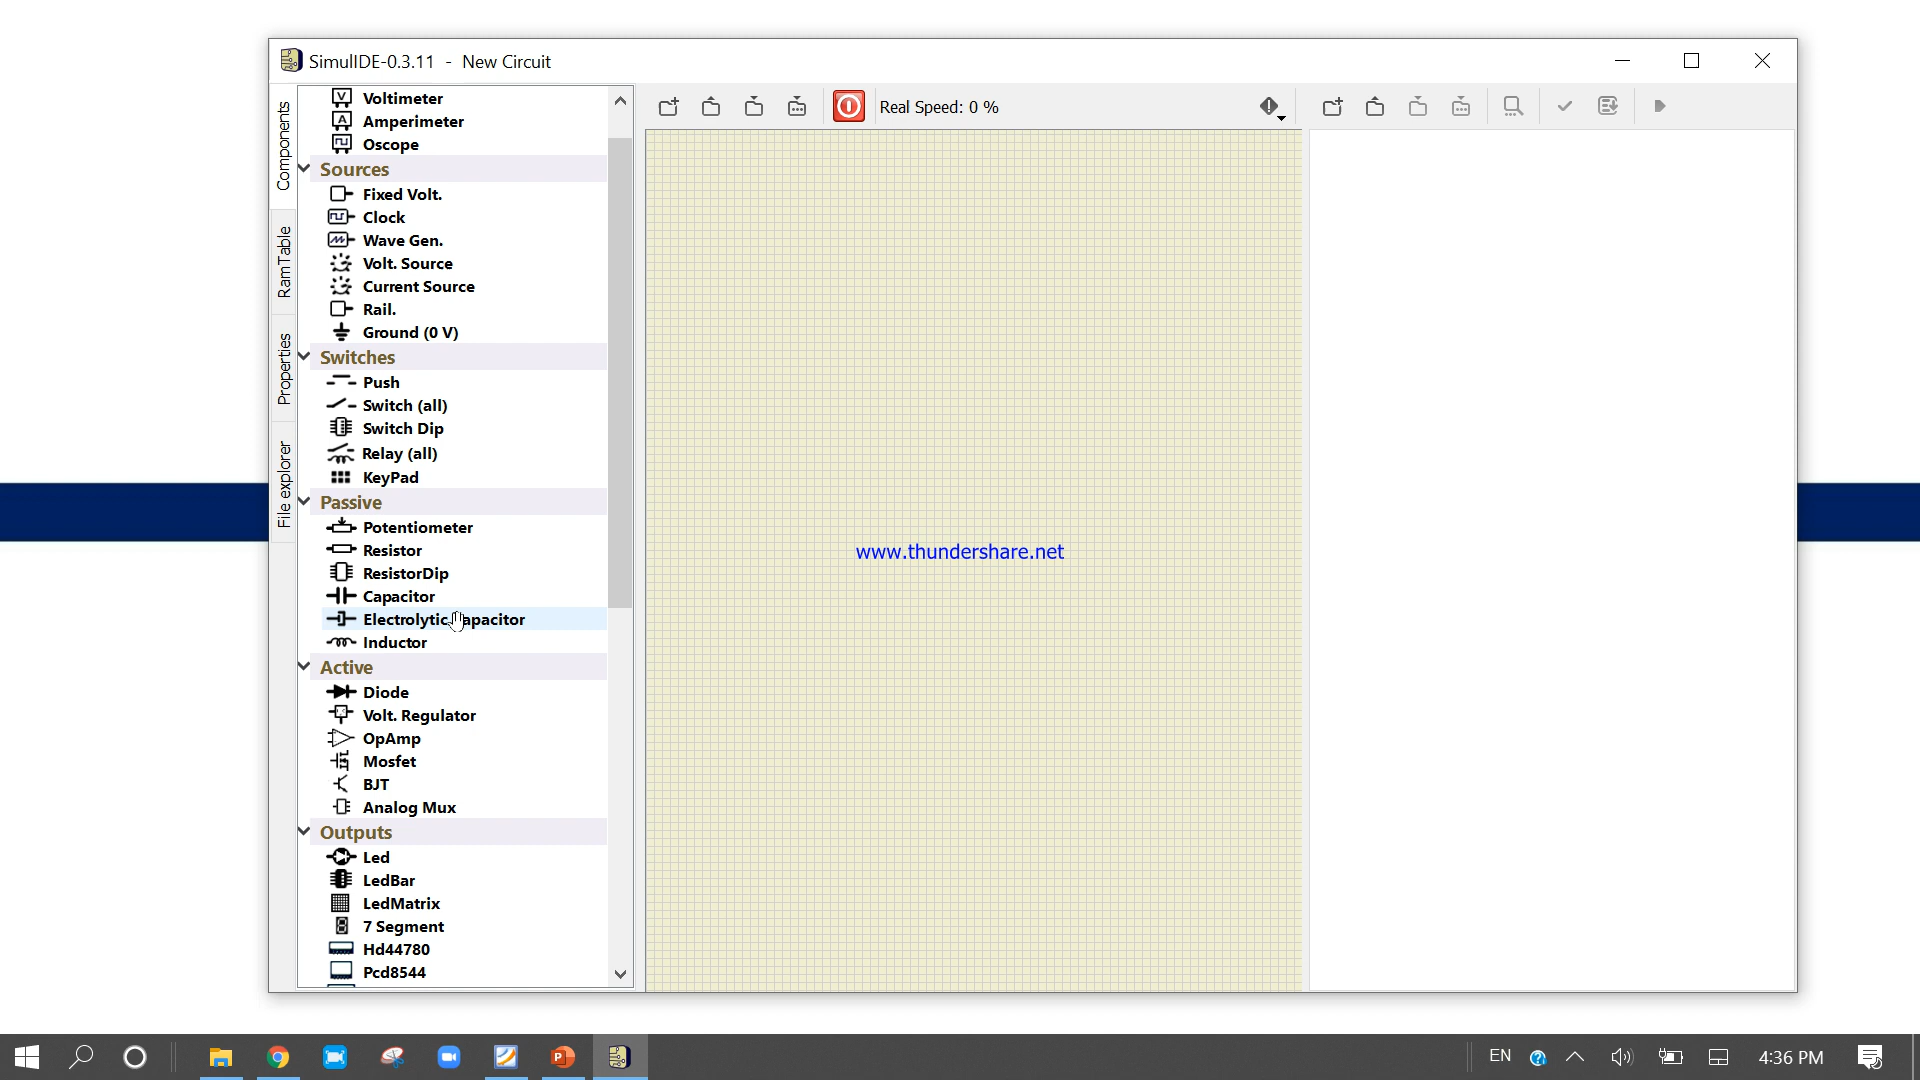 SimulIDE-0.3.11 - New Circuit
Components
RamTable
Properties
File explorer
Voltimeter
Amperimeter
Oscope
Sources
Fixed Volt.
Clock
Wave Gen.
Volt. Source
Current Source
Rail.
Ground (0 V)
Switches
Push
Switch (all)
Switch Dip
Relay (all)
KeyPad
Passive
Potentiometer
Resistor
ResistorDip
Capacitor
Electrolytic Capacitor
Inductor
Active
Diode
Volt. Regulator
OpAmp
Mosfet
BJT
Analog Mux
Outputs
Led
LedBar
LedMatrix
7 Segment
Hd44780
Pcd8544
Real Speed: 0 %
www.thundershare.net
EN
4:36 PM